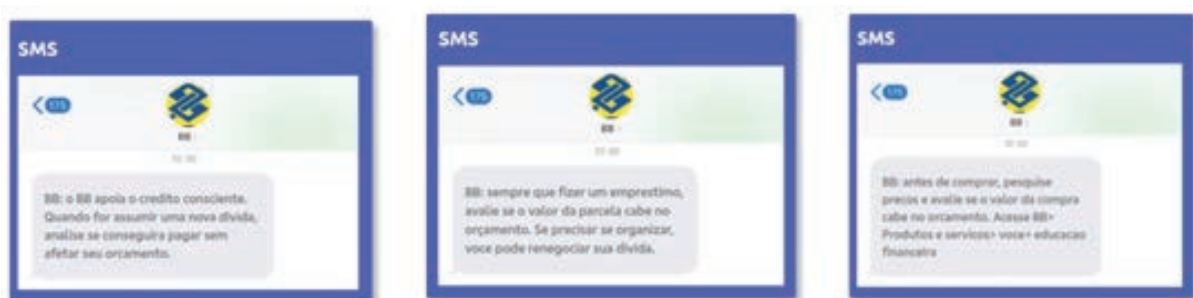 SMS
175
BB
BB: o BB apoia o credito consciente.
Quando for assumir uma nova divida,
analise se conseguira pagar sem
afetar seu orcamento.
SMS
175
BB
BB: sempre que fizer um emprestimo,
avalie se o valor da parcela cabe no
orçamento. Se precisar se organizar,
voce pode renegociar sua divida.
SMS
175
BB
BB: antes de comprar, pesquise
precos e avalie se o valor da compra
cabe no orcamento. Acesse BB>
Produtos e servicos> voce> educacao
financeira